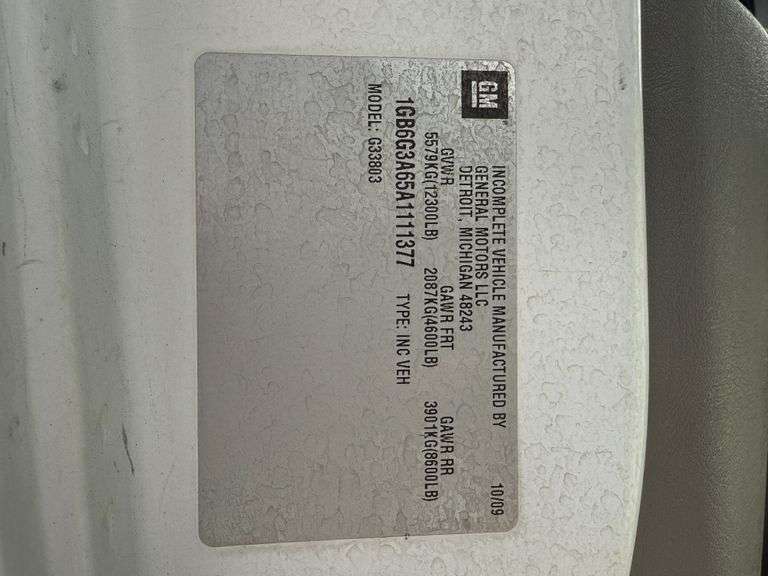 GM
INCOMPLETE VEHICLE MANUFACTURED BY 10/09
GENERAL MOTORS LLC
DETROIT, MICHIGAN 48243
GVWR GAWR FRT GAWR RR
5579KG(12300LB) 2087KG(4600LB) 3901KG(8600LB)
1GB6G3A65A1111377 TYPE: INC VEH
MODEL: G33803